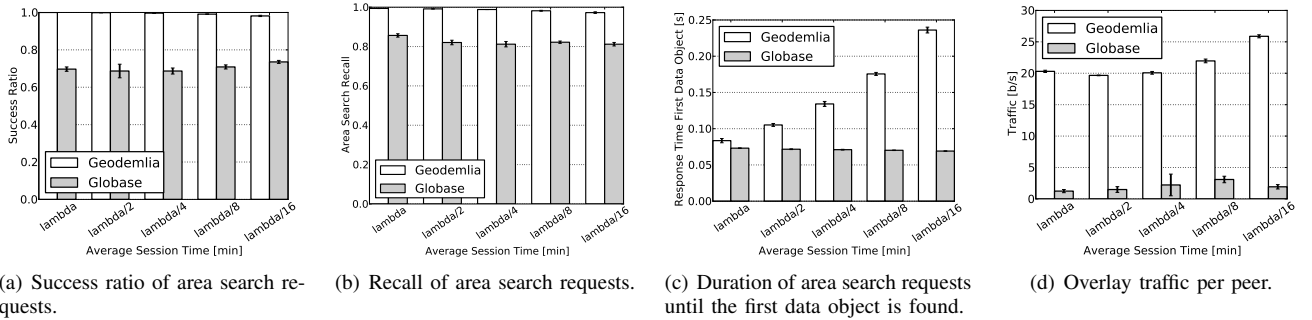 1.0
0.8
0.6
0.4
0.2
0.0
Success Ratio
Geodemlia
Globase
lambda
lambda/2
lambda/4
lambda/8
lambda/16
Average Session Time [min]
(a) Success ratio of area search re-
quests.
1.0
0.8
0.6
0.4
0.2
0.0
Area Search Recall
Geodemlia
Globase
lambda
lambda/2
lambda/4
lambda/8
lambda/16
Average Session Time [min]
(b) Recall of area search requests.
0.25
0.20
0.15
0.10
0.05
0.00
Response Time First Data Object [s]
Geodemlia
Globase
lambda
lambda/2
lambda/4
lambda/8
lambda/16
Average Session Time [min]
(c) Duration of area search requests
until the first data object is found.
30
25
20
15
10
5
0
Traffic [b/s]
Geodemlia
Globase
lambda
lambda/2
lambda/4
lambda/8
lambda/16
Average Session Time [min]
(d) Overlay traffic per peer.